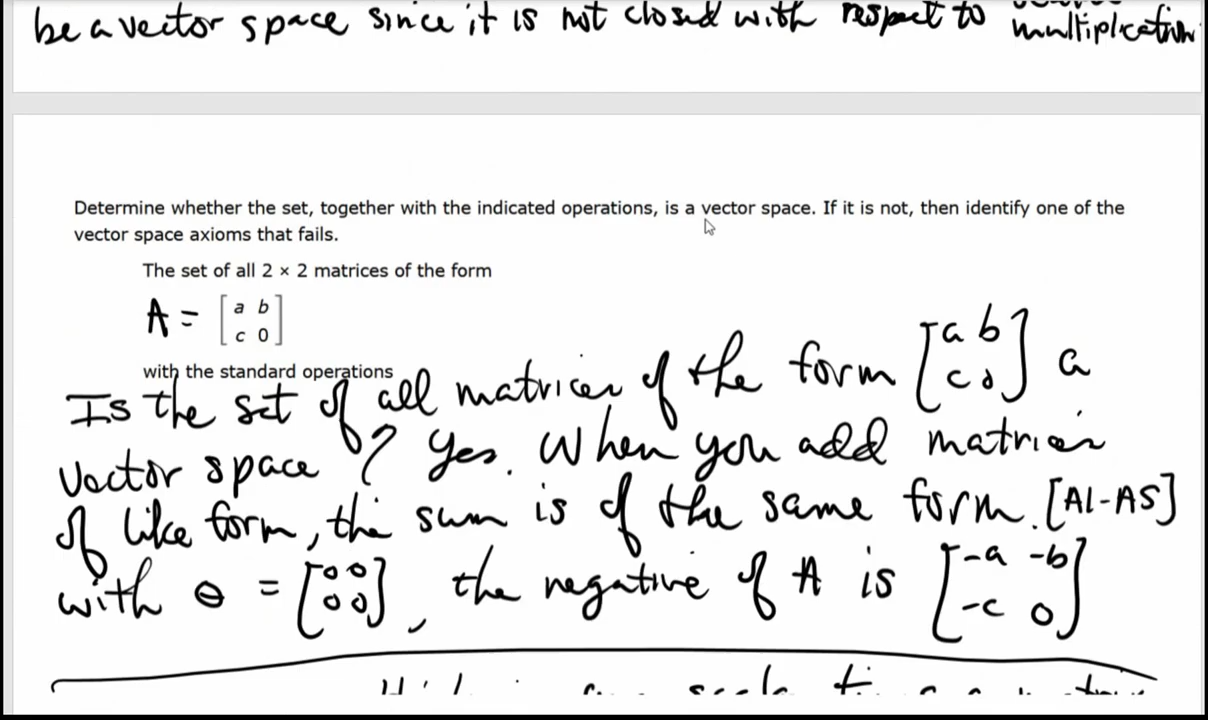 be a vector space since it is not closed with respect to multiplication
Determine whether the set, together with the indicated operations, is a vector space. If it is not, then identify one of the
vector space axioms that fails.
The set of all 2 × 2 matrices of the form
A = [a b
c 0]
with the standard operations
Is the set of all matrices of the form [a b
c 0] a
vector space? Yes. When you add matrices
of like form, the sum is of the same form. [A1-A5]
with θ = [0 0
0 0], the negative of A is [-a -b
-c 0]